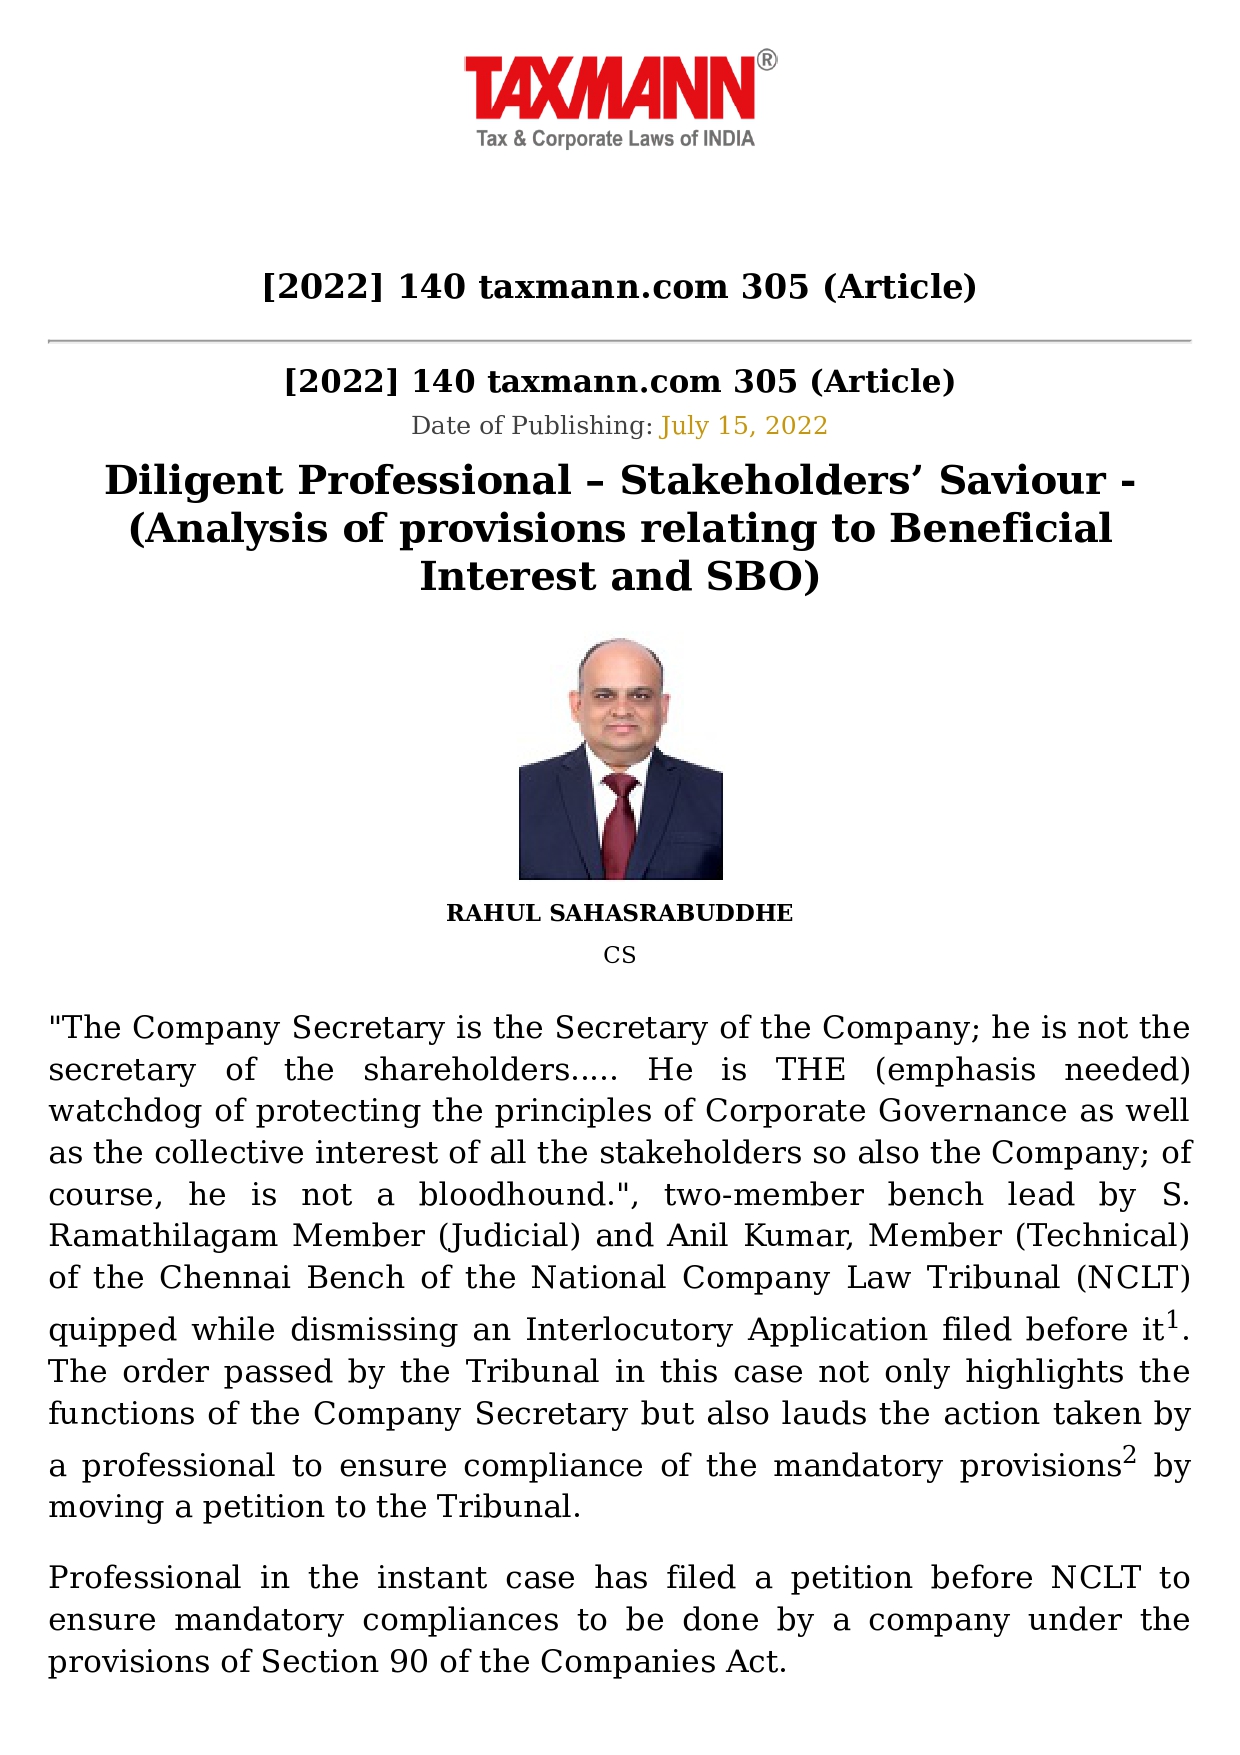 TAXMANN®
Tax & Corporate Laws of INDIA
[2022] 140 taxmann.com 305 (Article)
[2022] 140 taxmann.com 305 (Article)
Date of Publishing: July 15, 2022
Diligent Professional – Stakeholders’ Saviour -
(Analysis of provisions relating to Beneficial
Interest and SBO)
RAHUL SAHASRABUDDHE
CS
"The Company Secretary is the Secretary of the Company; he is not the
secretary of the shareholders..... He is THE (emphasis needed)
watchdog of protecting the principles of Corporate Governance as well
as the collective interest of all the stakeholders so also the Company; of
course, he is not a bloodhound.", two-member bench lead by S.
Ramathilagam Member (Judicial) and Anil Kumar, Member (Technical)
of the Chennai Bench of the National Company Law Tribunal (NCLT)
quipped while dismissing an Interlocutory Application filed before it1.
The order passed by the Tribunal in this case not only highlights the
functions of the Company Secretary but also lauds the action taken by
a professional to ensure compliance of the mandatory provisions2 by
moving a petition to the Tribunal.
Professional in the instant case has filed a petition before NCLT to
ensure mandatory compliances to be done by a company under the
provisions of Section 90 of the Companies Act.